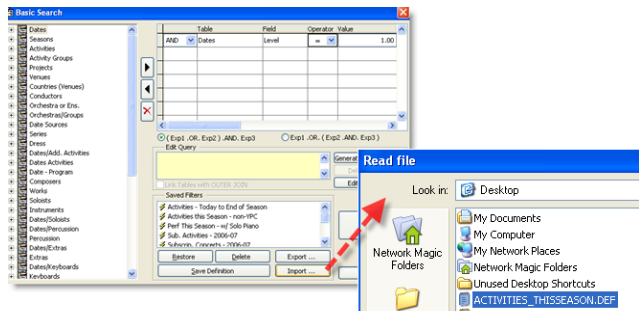 Basic Search
Dates
Seasons
Activities
Activity Groups
Projects
Venues
Countries (Venues)
Conductors
Orchestra or Ens.
Orchestras/Groups
Date Sources
Series
Dress
Dates/Add. Activities
Dates Activities
Date - Program
Composers
Works
Soloists
Instruments
Dates/Soloists
Dates/Percussion
Percussion
Dates/Extras
Extras
Dates/Keyboards
Keyboards
Table Field Operator Value
AND Dates Level = 1.00
( Exp1 .OR. Exp2 ) .AND. Exp3 Exp1 .OR. ( Exp2 .AND. Exp3 )
Edit Query
Generat
De
Link Tables with OUTER JOIN Edit
Saved Filters
Activities - Today to End of Season
Activities this Season - non-YPC
Perf This Season - w/ Solo Piano
Sub. Activities - 2006-07
Subscrip. Concerts - 2006-07
Restore Delete Export ...
Save Definition Import ...
Read file
Look in: Desktop
My Documents
My Computer
My Network Places
Network Magic Folders
Unused Desktop Shortcuts
ACTIVITIES_THISSEASON.DEF
Network Magic
Folders